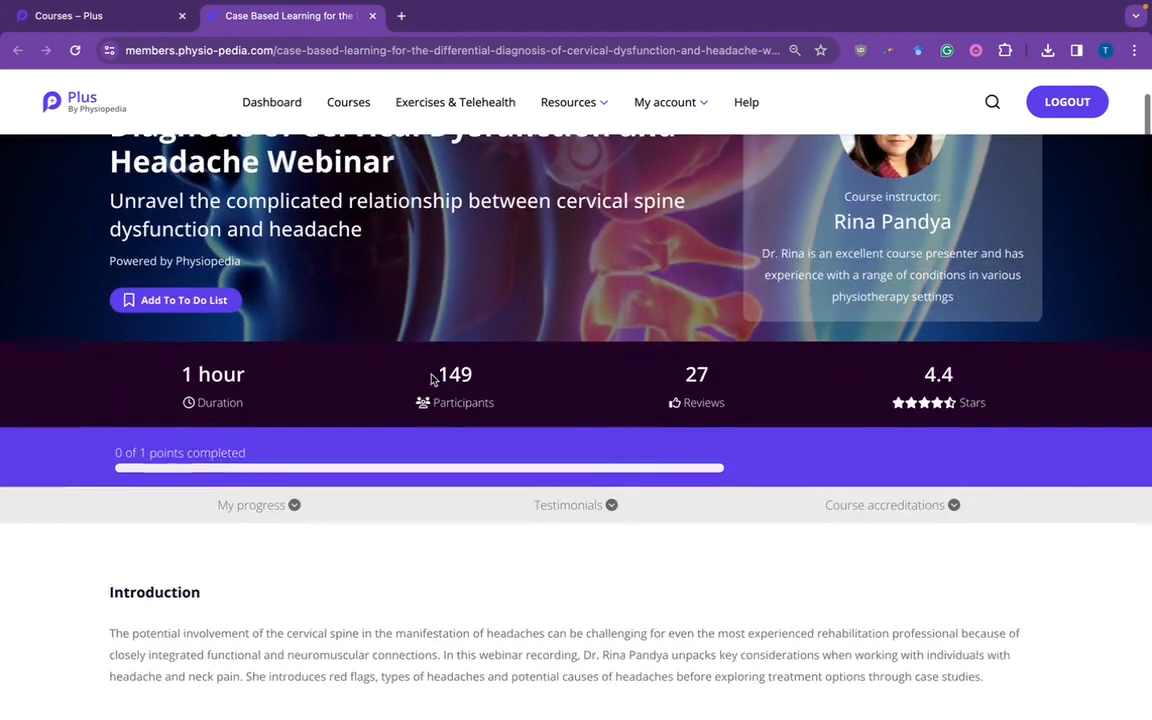 Courses – Plus
Case Based Learning for the
members.physio-pedia.com/case-based-learning-for-the-differential-diagnosis-of-cervical-dysfunction-and-headache-w...
Plus
By Physiopedia
Dashboard
Courses
Exercises & Telehealth
Resources
My account
Help
LOGOUT
Diagnosis of Cervical Dysfunction and
Headache Webinar
Unravel the complicated relationship between cervical spine
dysfunction and headache
Powered by Physiopedia
Add To To Do List
Course instructor:
Rina Pandya
Dr. Rina is an excellent course presenter and has
experience with a range of conditions in various
physiotherapy settings
1 hour
Duration
149
Participants
27
Reviews
4.4
Stars
0 of 1 points completed
My progress
Testimonials
Course accreditations
Introduction
The potential involvement of the cervical spine in the manifestation of headaches can be challenging for even the most experienced rehabilitation professional because of
closely integrated functional and neuromuscular connections. In this webinar recording, Dr. Rina Pandya unpacks key considerations when working with individuals with
headache and neck pain. She introduces red flags, types of headaches and potential causes of headaches before exploring treatment options through case studies.